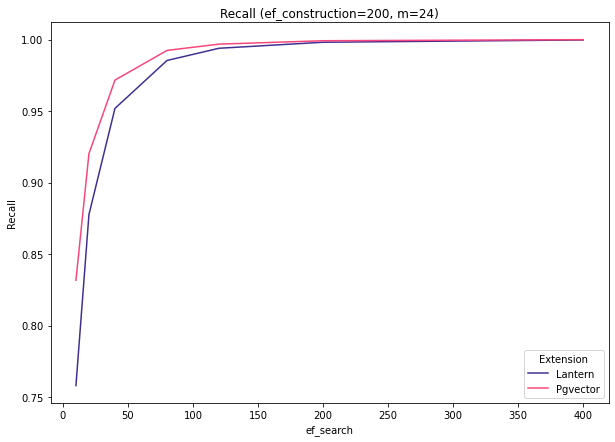 Recall (ef_construction=200, m=24)
1.00
0.95
0.90
0.85
0.80
0.75
Recall
0 50 100 150 200 250 300 350 400
ef_search
Extension
Lantern
Pgvector